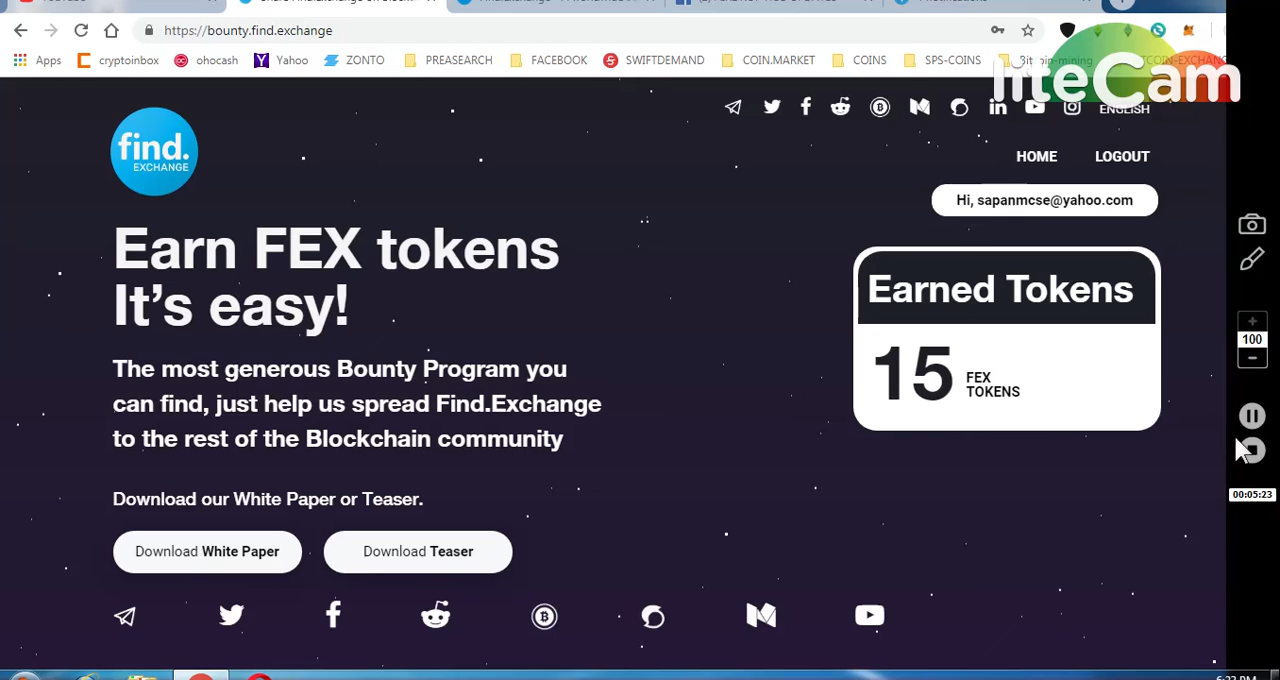 https://bounty.find.exchange
Apps cryptoinbox ohocash Yahoo ZONTO PREASEARCH FACEBOOK SWIFTDEMAND COIN.MARKET COINS SPS-COINS
liteCam
ENGLISH
find.
EXCHANGE
HOME LOGOUT
Hi, sapanmcse@yahoo.com
Earn FEX tokens
It's easy!
Earned Tokens
15 FEX
TOKENS
The most generous Bounty Program you
can find, just help us spread Find.Exchange
to the rest of the Blockchain community
Download our White Paper or Teaser.
Download White Paper Download Teaser
100
00:05:23